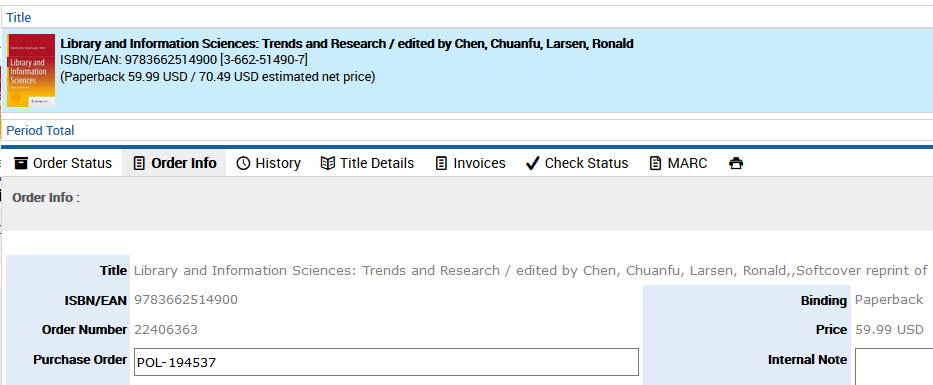 Title
Library and Information Sciences: Trends and Research / edited by Chen, Chuanfu, Larsen, Ronald
ISBN/EAN: 9783662514900 [3-662-51490-7]
(Paperback 59.99 USD / 70.49 USD estimated net price)
Library and
Information
Sciences
Period Total
Order Status Order Info History Title Details Invoices Check Status MARC
Order Info :
Title Library and Information Sciences: Trends and Research / edited by Chen, Chuanfu, Larsen, Ronald,,Softcover reprint of
ISBN/EAN 9783662514900 Binding Paperback
Order Number 22406363 Price 59.99 USD
Purchase Order POL-194537 Internal Note